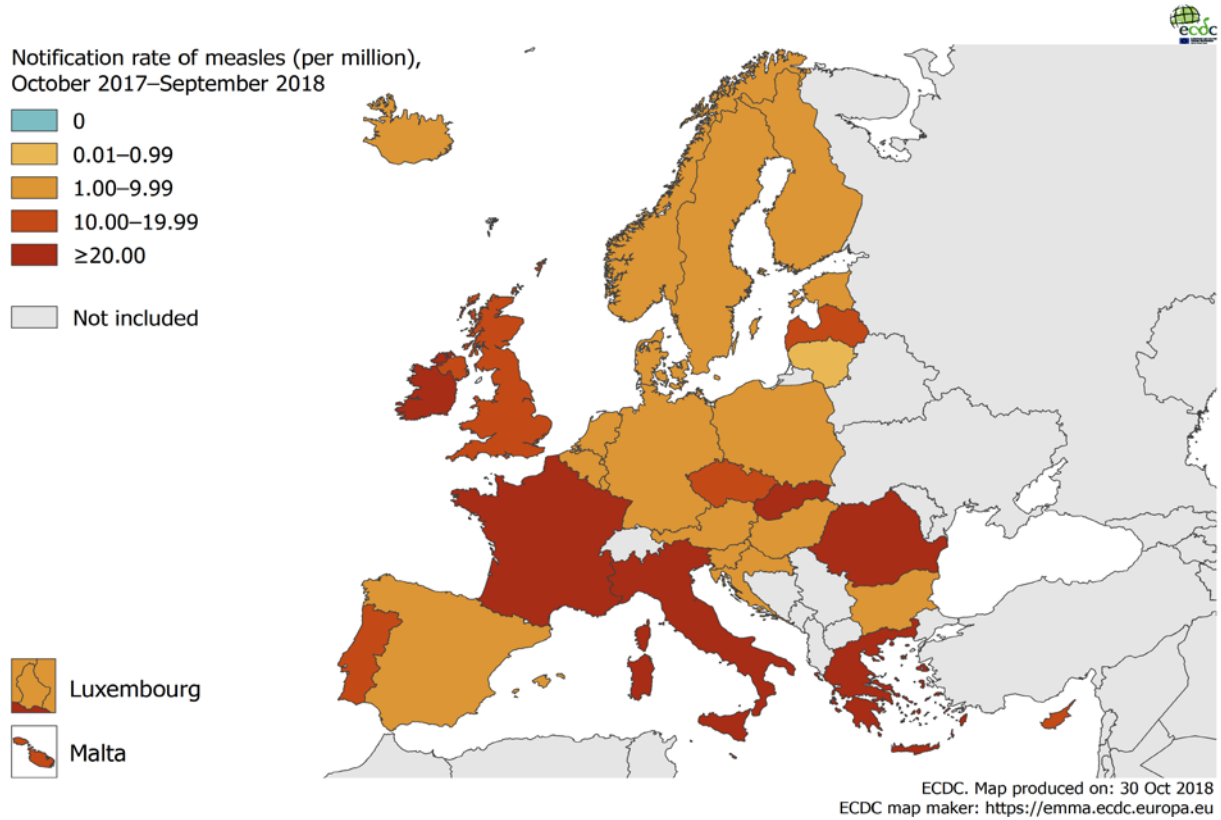 ecdc
Notification rate of measles (per million),
October 2017–September 2018
0
0.01–0.99
1.00–9.99
10.00–19.99
≥20.00
Not included
Luxembourg
Malta
ECDC. Map produced on: 30 Oct 2018
ECDC map maker: https://emma.ecdc.europa.eu